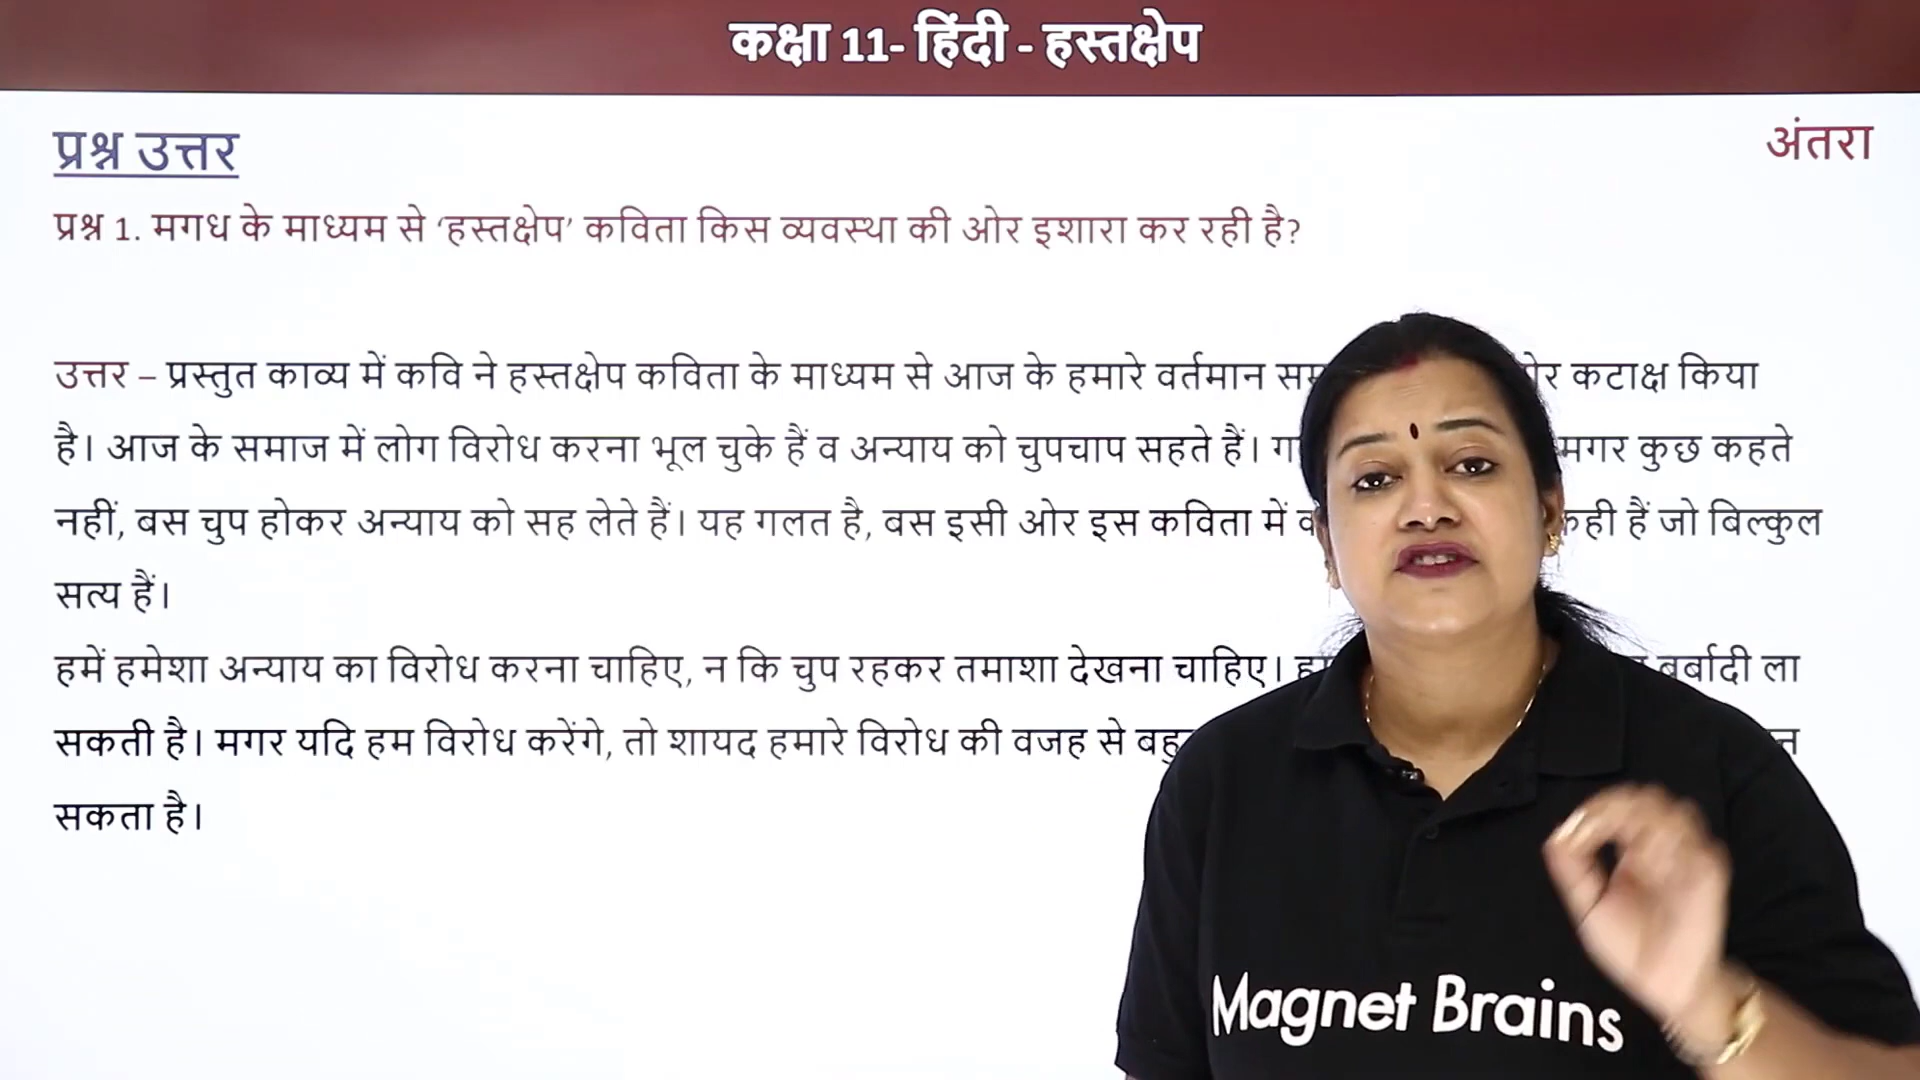 कक्षा 11- हिंदी - हस्तक्षेप
प्रश्न उत्तर
अंतरा
प्रश्न 1. मगध के माध्यम से ‘हस्तक्षेप’ कविता किस व्यवस्था की ओर इशारा कर रही है?
उत्तर – प्रस्तुत काव्य में कवि ने हस्तक्षेप कविता के माध्यम से आज के हमारे वर्तमान कटाक्ष किया
है। आज के समाज में लोग विरोध करना भूल चुके हैं व अन्याय को चुपचाप सहते हैं। मगर कुछ कहते
नहीं, बस चुप होकर अन्याय को सह लेते हैं। यह गलत है, बस इसी ओर इस कविता में कही हैं जो बिल्कुल
सत्य हैं।
हमें हमेशा अन्याय का विरोध करना चाहिए, न कि चुप रहकर तमाशा देखना चाहिए। बर्बादी ला
सकती है। मगर यदि हम विरोध करेंगे, तो शायद हमारे विरोध की वजह से
सकता है।
Magnet Brains